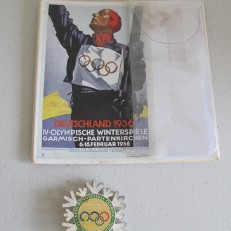 DEUTSCHLAND 1936
IV. OLYMPISCHE WINTERSPIELE
GARMISCH-PARTENKIRCHEN
6.-16. FEBRUAR 1936